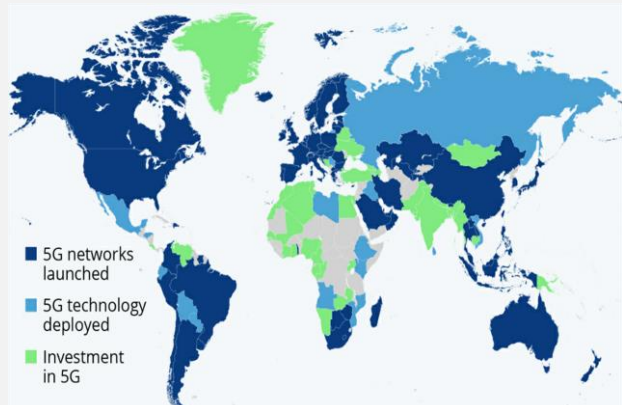 5G networks
launched
5G technology
deployed
Investment
in 5G